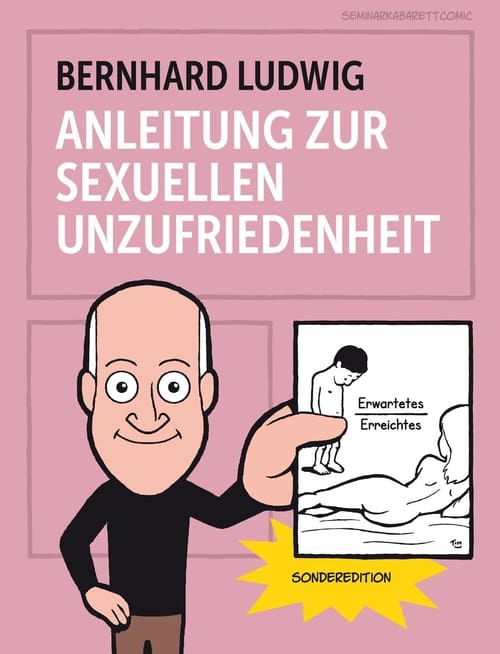 SEMINARKABARETTCOMIC
BERNHARD LUDWIG
ANLEITUNG ZUR
SEXUELLEN
UNZUFRIEDENHEIT
Erwartetes
Erreichtes
SONDEREDITION